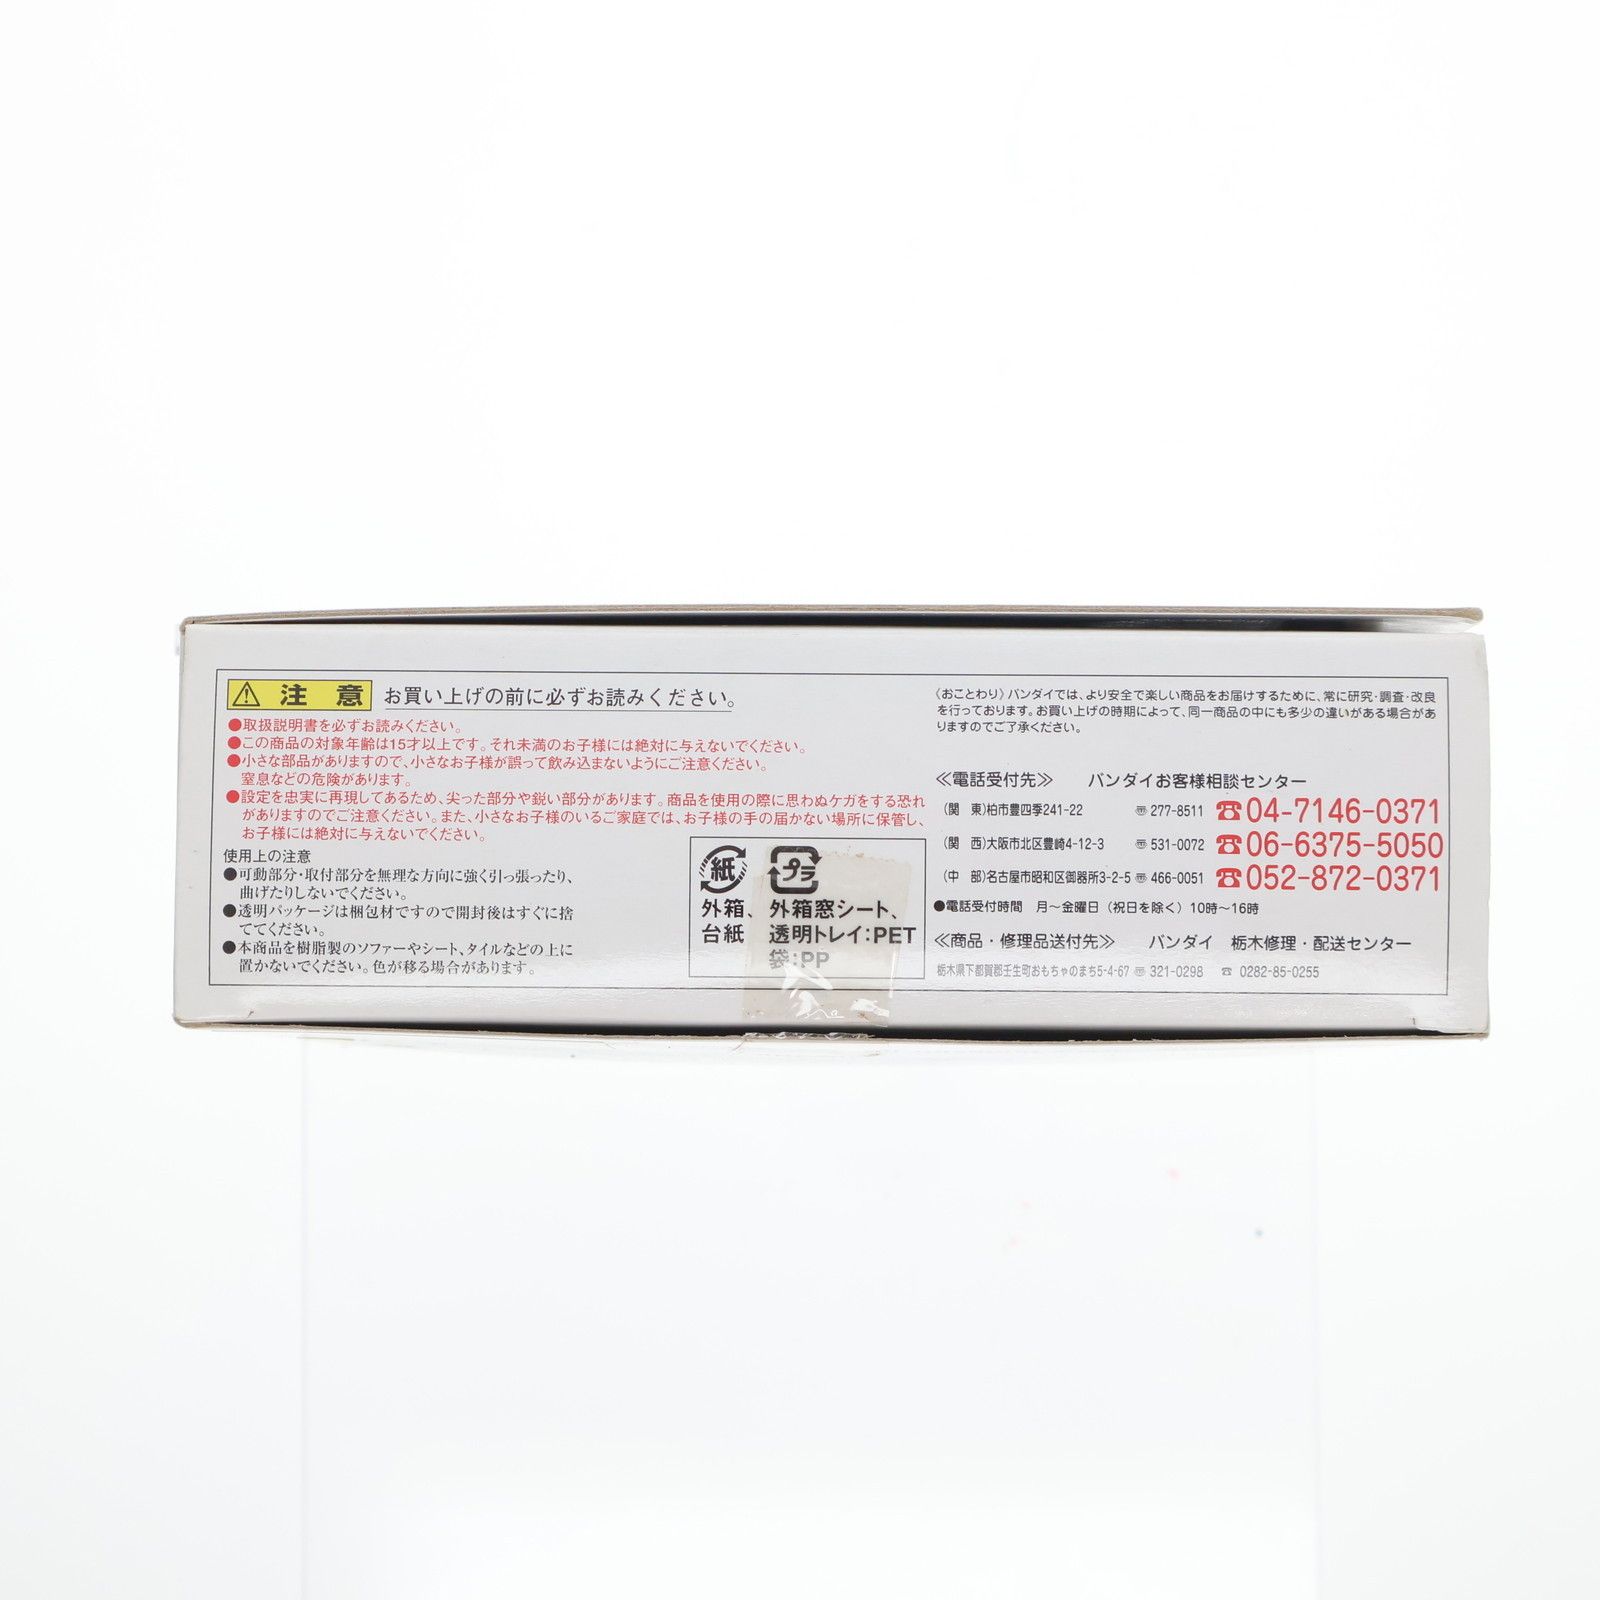 注意 お買い上げの前に必ずお読みください。
●取扱説明書を必ずお読みください。
●この商品の対象年齢は15才以上です。それ未満のお子様には絶対に与えないでください。
●小さな部品がありますので、小さなお子様が誤って飲み込まないようにご注意ください。
窒息などの危険があります。
●設定を忠実に再現してあるため、尖った部分や鋭い部分があります。商品を使用の際に思わぬケガをする恐れ
がありますのでご注意ください。また、小さなお子様のいるご家庭では、お子様の手の届かない場所に保管し、
お子様には絶対に与えないでください。
使用上の注意
●可動部分・取付部分を無理な方向に強く引っ張ったり、
曲げたりしないでください。
●透明パッケージは梱包材ですので開封後はすぐに捨
ててください。
●本商品を樹脂製のソファーやシート、タイルなどの上に
置かないでください。色が移る場合があります。
紙
外箱、
台紙
プラ
外箱窓シート、
透明トレイ:PET
袋:PP
〈おことわり〉バンダイでは、より安全で楽しい商品をお届けするために、常に研究・調査・改良
を行っております。お買い上げの時期によって、同一商品の中にも多少の違いがある場合があ
りますのでご了承ください。
≪電話受付先≫ バンダイお客様相談センター
(関 東)柏市豊四季241-22 〠277-8511 ☎04-7146-0371
(関 西)大阪市北区豊崎4-12-3 〠531-0072 ☎06-6375-5050
(中 部)名古屋市昭和区御器所3-2-5 〠466-0051 ☎052-872-0371
●電話受付時間 月〜金曜日(祝日を除く)10時〜16時
≪商品・修理品送付先≫ バンダイ 栃木修理・配送センター
栃木県下都賀郡壬生町おもちゃのまち5-4-67 〠321-0298 ☎ 0282-85-0255